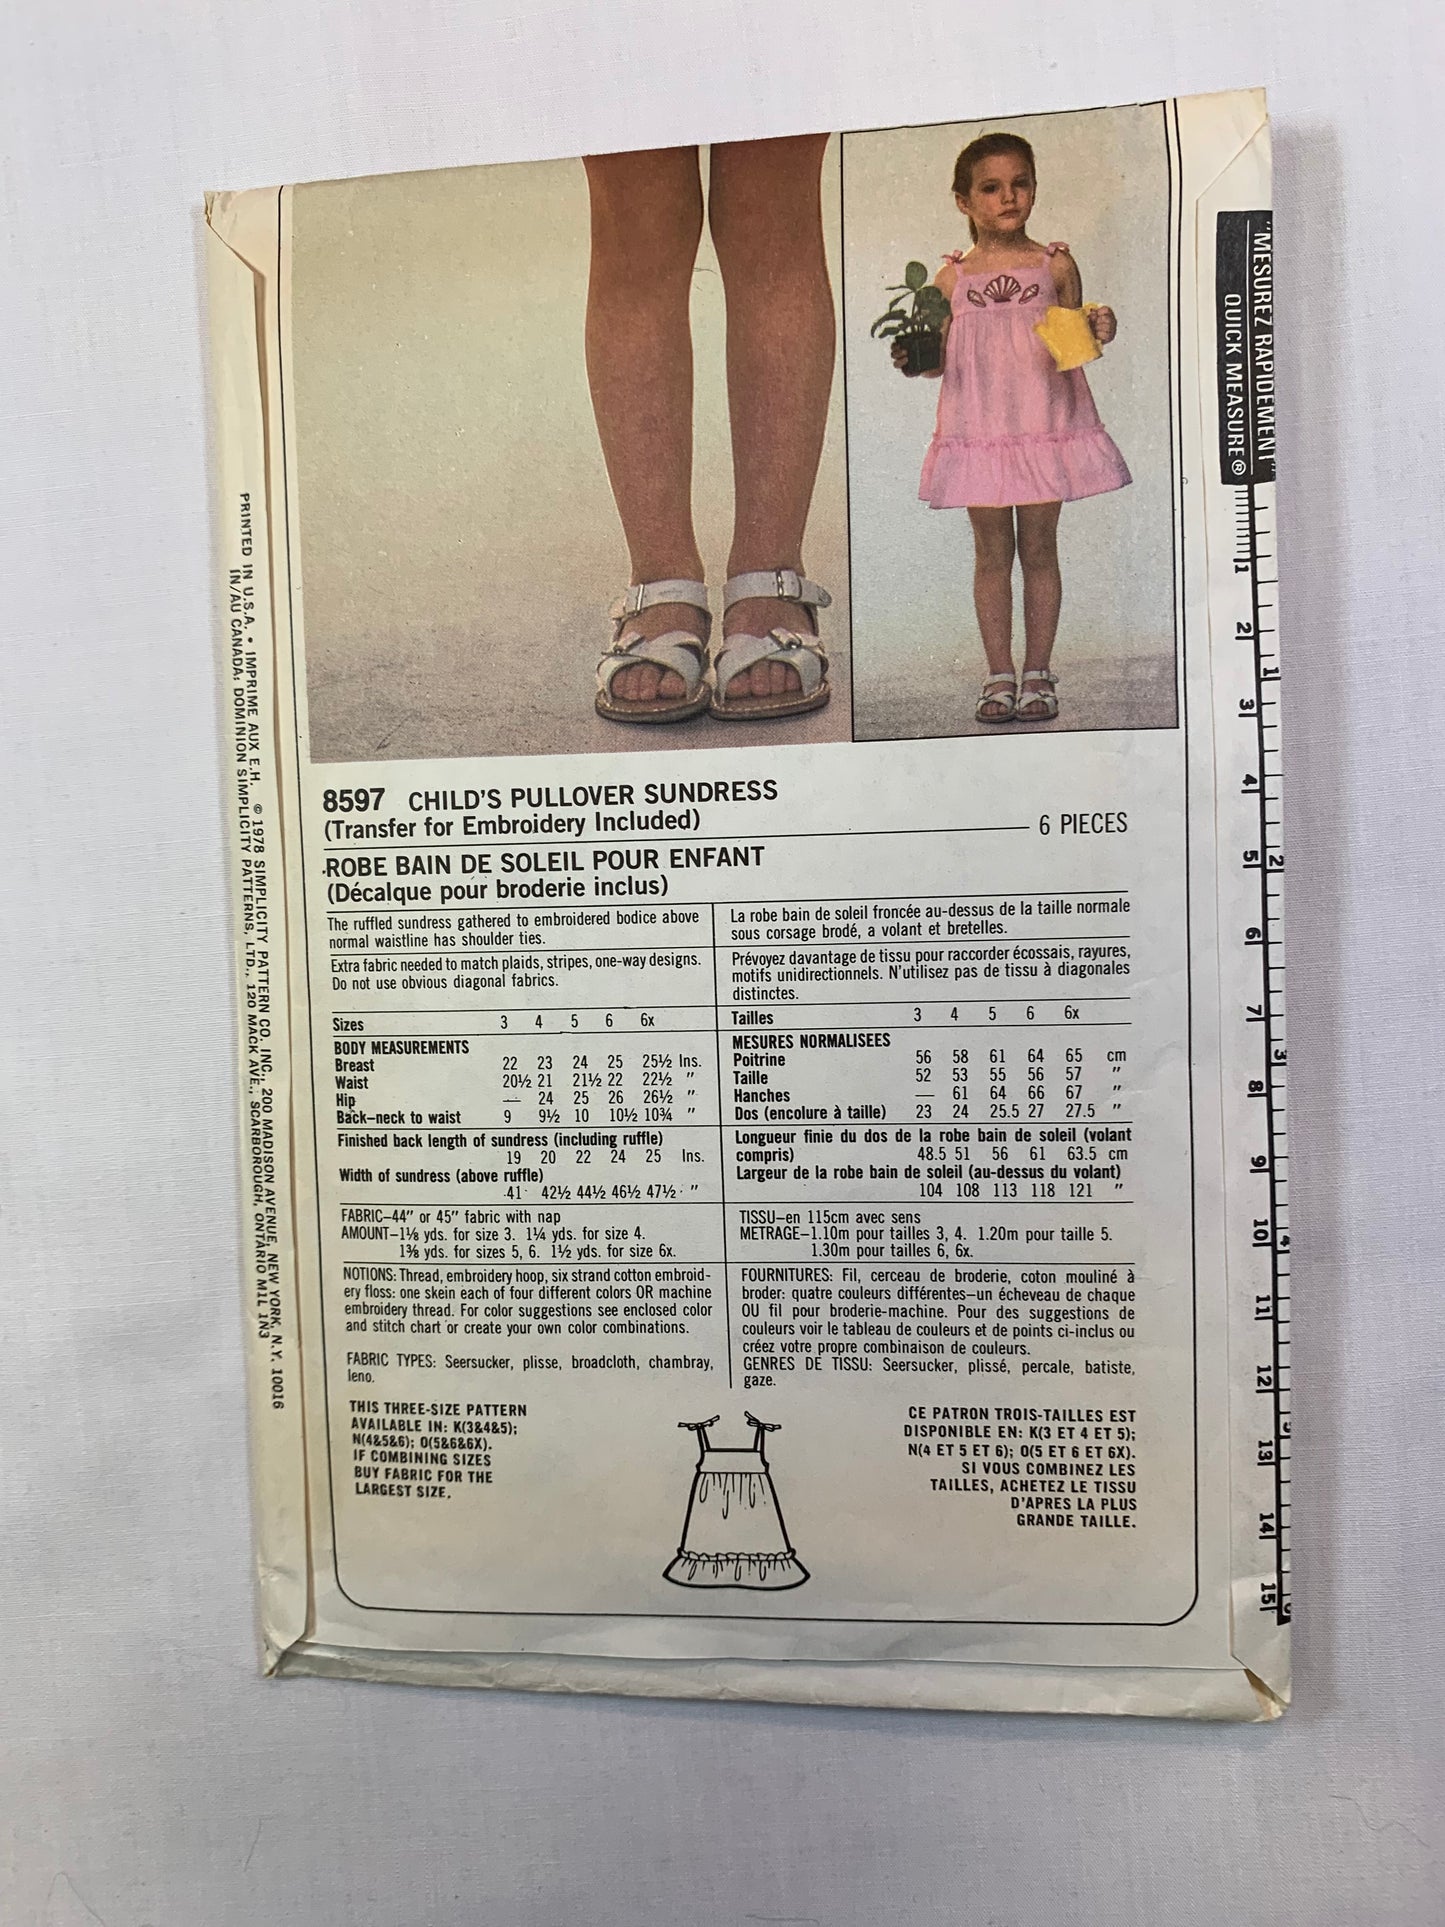 8597 CHILD'S PULLOVER SUNDRESS
(Transfer for Embroidery Included)
6 PIECES
ROBE BAIN DE SOLEIL POUR ENFANT
(Décalque pour broderie inclus)
The ruffled sundress gathered to embroidered bodice above
normal waistline has shoulder ties.
Extra fabric needed to match plaids, stripes, one-way designs.
Do not use obvious diagonal fabrics.
Sizes 3 4 5 6 6x
BODY MEASUREMENTS
Breast 22 23 24 25 25½ Ins.
Waist 20½ 21 21½ 22 22½ "
Hip — 24 25 26 26½ "
Back–neck to waist 9 9½ 10 10½ 10¾ "
Finished back length of sundress (including ruffle)
19 20 22 24 25 Ins.
Width of sundress (above ruffle)
41 42½ 44½ 46½ 47½ "
FABRIC–44" or 45" fabric with nap
AMOUNT–1⅛ yds. for size 3. 1¼ yds. for size 4.
1⅜ yds. for sizes 5, 6. 1½ yds. for size 6x.
NOTIONS: Thread, embroidery hoop, six strand cotton embroid-
ery floss: one skein each of four different colors OR machine
embroidery thread. For color suggestions see enclosed color
and stitch chart or create your own color combinations.
FABRIC TYPES: Seersucker, plisse, broadcloth, chambray,
leno.
La robe bain de soleil froncée au-dessus de la taille normale
sous corsage brodé, a volant et bretelles.
Prévoyez davantage de tissu pour raccorder écossais, rayures,
motifs unidirectionnels. N'utilisez pas de tissu à diagonales
distinctes.
Tailles 3 4 5 6 6x
MESURES NORMALISEES
Poitrine 56 58 61 64 65 cm
Taille 52 53 55 56 57 "
Hanches — 61 64 66 67 "
Dos (encolure à taille) 23 24 25.5 27 27.5 "
Longueur finie du dos de la robe bain de soleil (volant
compris) 48.5 51 56 61 63.5 cm
Largeur de la robe bain de soleil (au-dessus du volant)
104 108 113 118 121 "
TISSU–en 115cm avec sens
METRAGE–1.10m pour tailles 3, 4. 1.20m pour taille 5.
1.30m pour tailles 6, 6x.
FOURNITURES: Fil, cerceau de broderie, coton mouliné à
broder: quatre couleurs différentes–un écheveau de chaque
OU fil pour broderie-machine. Pour des suggestions de
couleurs voir le tableau de couleurs et de points ci-inclus ou
créez votre propre combinaison de couleurs.
GENRES DE TISSU: Seersucker, plissé, percale, batiste,
gaze.
THIS THREE-SIZE PATTERN
AVAILABLE IN: K(3&4&5);
N(4&5&6); O(5&6&6X).
IF COMBINING SIZES
BUY FABRIC FOR THE
LARGEST SIZE.
CE PATRON TROIS-TAILLES EST
DISPONIBLE EN: K(3 ET 4 ET 5);
N(4 ET 5 ET 6); O(5 ET 6 ET 6X).
SI VOUS COMBINEZ LES
TAILLES, ACHETEZ LE TISSU
D'APRES LA PLUS
GRANDE TAILLE.
PRINTED IN U.S.A. • IMPRIME AUX E.H. © 1978 SIMPLICITY PATTERN CO. INC., 200 MADISON AVENUE, NEW YORK, N.Y. 10016
IN/AU CANADA: DOMINION SIMPLICITY PATTERNS, LTD., 120 MACK AVE., SCARBOROUGH, ONTARIO M1L 1N3
"MESUREZ RAPIDEMENT"
QUICK MEASURE®
1 2 3 4 5 6 7 8 9 10 11 12 13 14 15
1 2 3 4 5